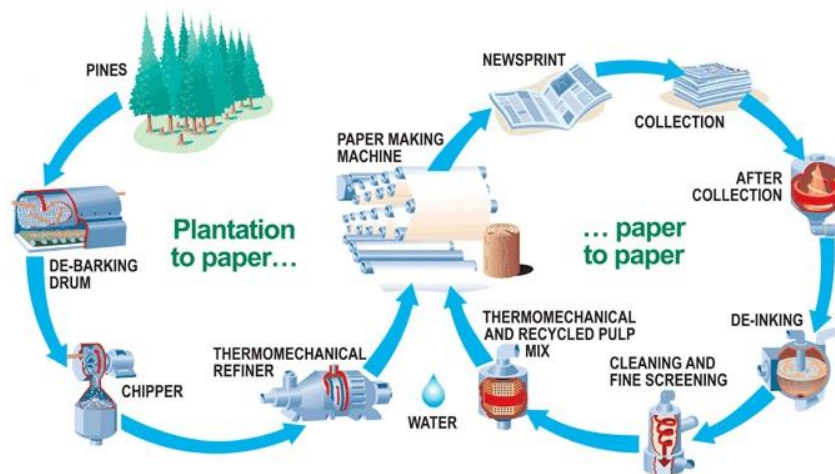 PINES
DE-BARKING
DRUM
CHIPPER
THERMOMECHANICAL
REFINER
Plantation
to paper…
PAPER MAKING
MACHINE
WATER
NEWSPRINT
COLLECTION
AFTER
COLLECTION
DE-INKING
CLEANING AND
FINE SCREENING
THERMOMECHANICAL
AND RECYCLED PULP
MIX
… paper
to paper